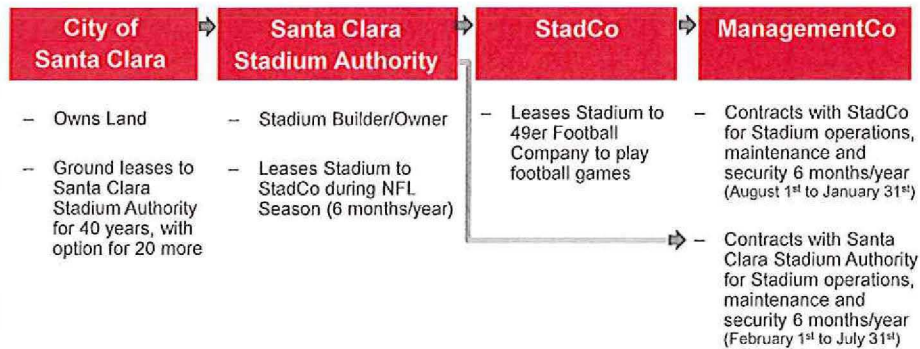 City of
Santa Clara
Santa Clara
Stadium Authority
StadCo
ManagementCo
– Owns Land
– Ground leases to
Santa Clara
Stadium Authority
for 40 years, with
option for 20 more
– Stadium Builder/Owner
– Leases Stadium to
StadCo during NFL
Season (6 months/year)
– Leases Stadium to
49er Football
Company to play
football games
– Contracts with StadCo
for Stadium operations,
maintenance and
security 6 months/year
(August 1st to January 31st)
– Contracts with Santa
Clara Stadium Authority
for Stadium operations,
maintenance and
security 6 months/year
(February 1st to July 31st)